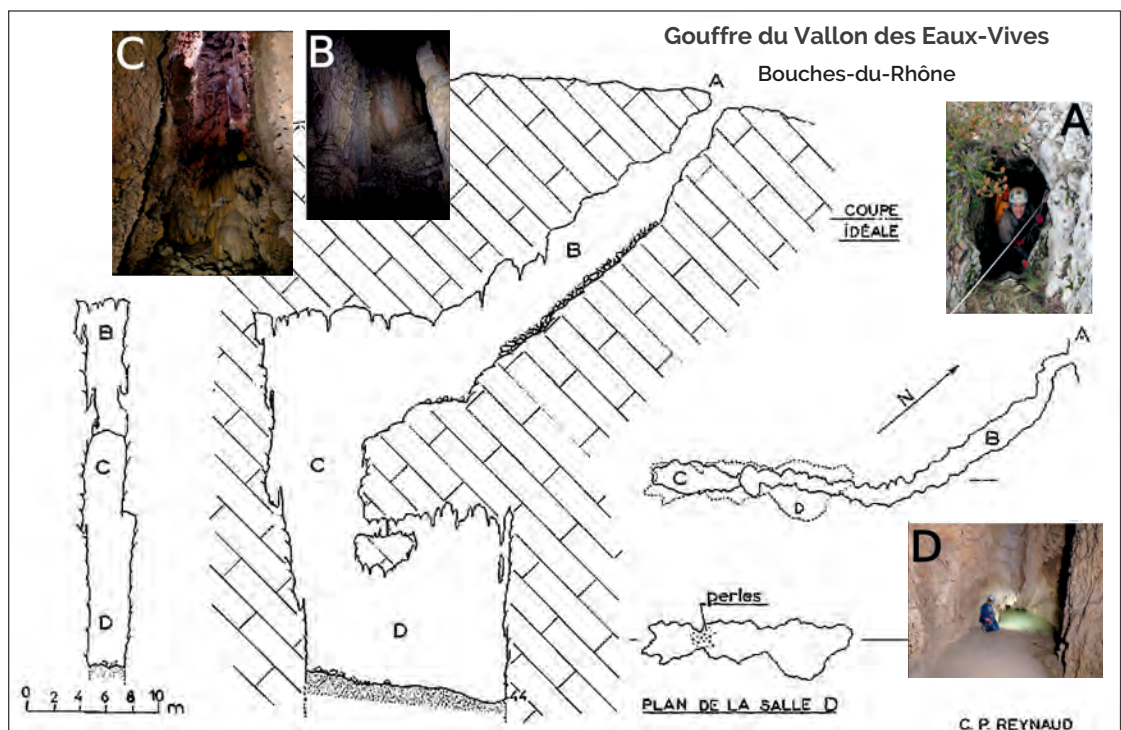 Gouffre du Vallon des Eaux-Vives
Bouches-du-Rhône
C
B
A
A
COUPE
IDÉALE
B
B
C
C
D
D
44
N
A
B
C
D
D
perles
PLAN DE LA SALLE D
0 2 4 6 8 10
m
C. P. REYNAUD